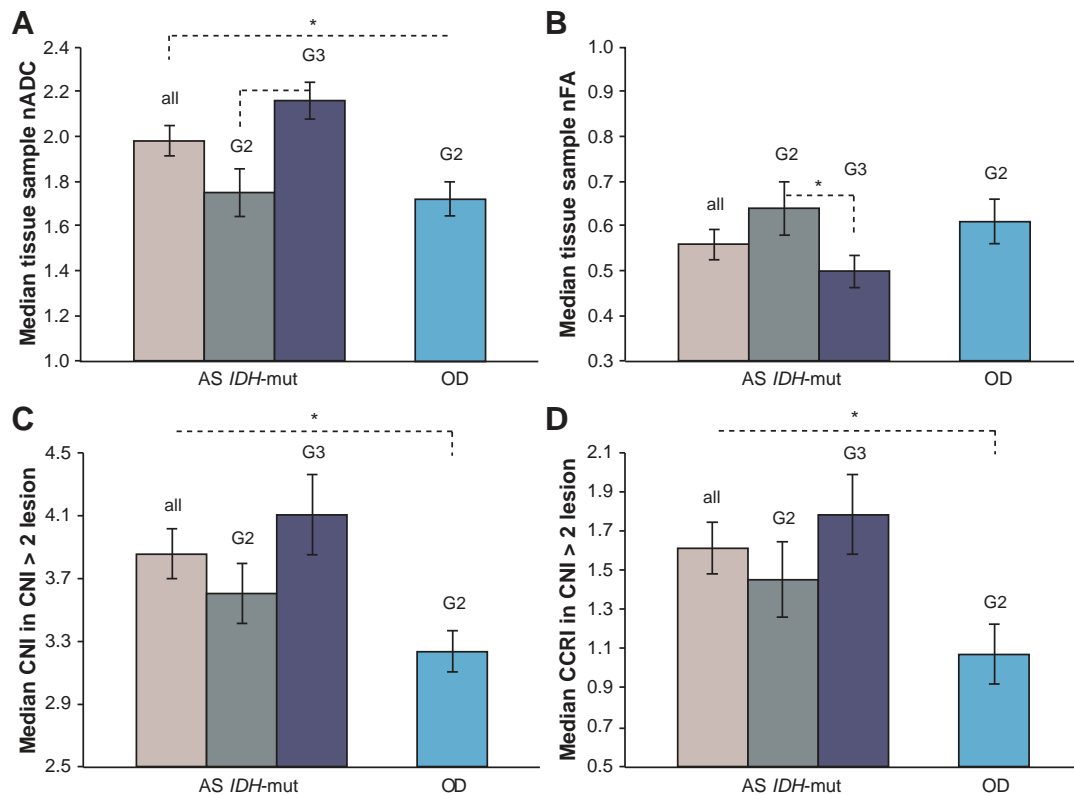 A
Median tissue sample nADC
2.4
2.2
2.0
1.8
1.6
1.4
1.2
1.0
*
all
G2
G3
G2
AS IDH-mut
OD
B
Median tissue sample nFA
1.0
0.9
0.8
0.7
0.6
0.5
0.4
0.3
all
G2
*
G3
G2
AS IDH-mut
OD
C
Median CNI in CNI > 2 lesion
4.5
4.1
3.7
3.3
2.9
2.5
*
all
G2
G3
G2
AS IDH-mut
OD
D
Median CCRI in CNI > 2 lesion
2.1
1.9
1.7
1.5
1.3
1.1
0.9
0.7
0.5
*
all
G2
G3
G2
AS IDH-mut
OD